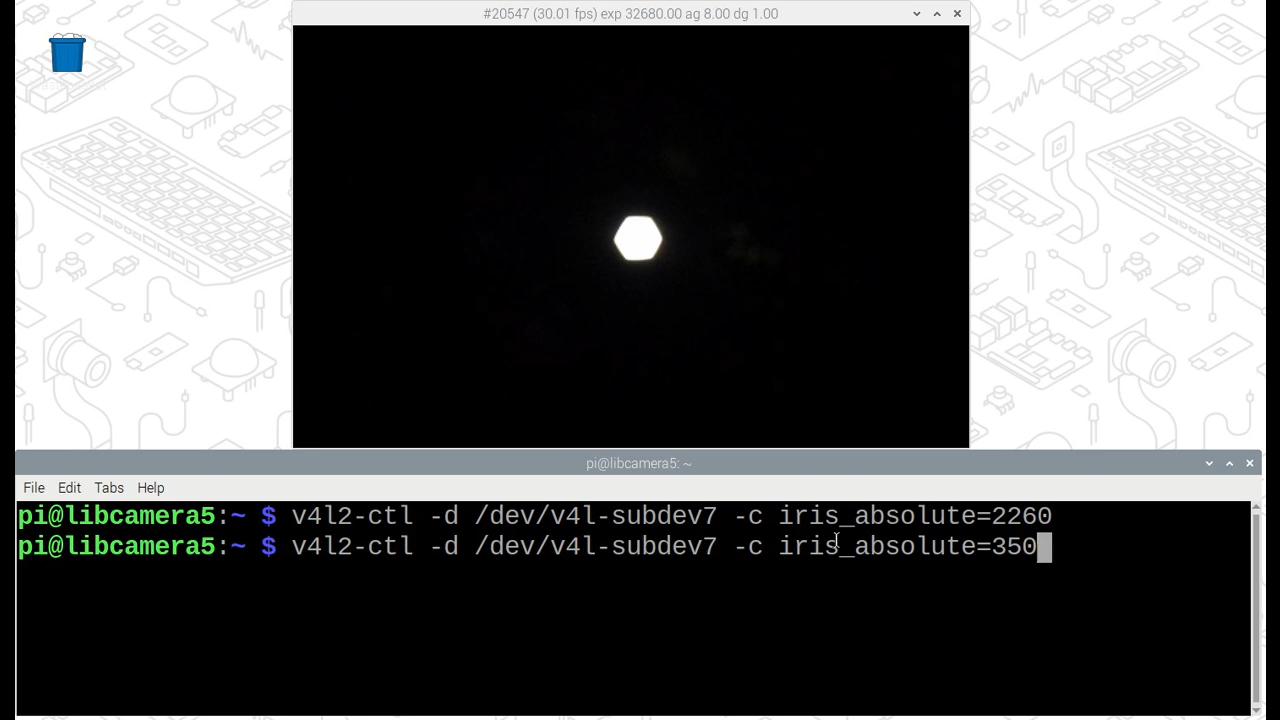 #20547 (30.01 fps) exp 32680.00 ag 8.00 dg 1.00
pi@libcamera5: ~
File Edit Tabs Help
pi@libcamera5:~ $ v4l2-ctl -d /dev/v4l-subdev7 -c iris_absolute=2260
pi@libcamera5:~ $ v4l2-ctl -d /dev/v4l-subdev7 -c iris_absolute=350